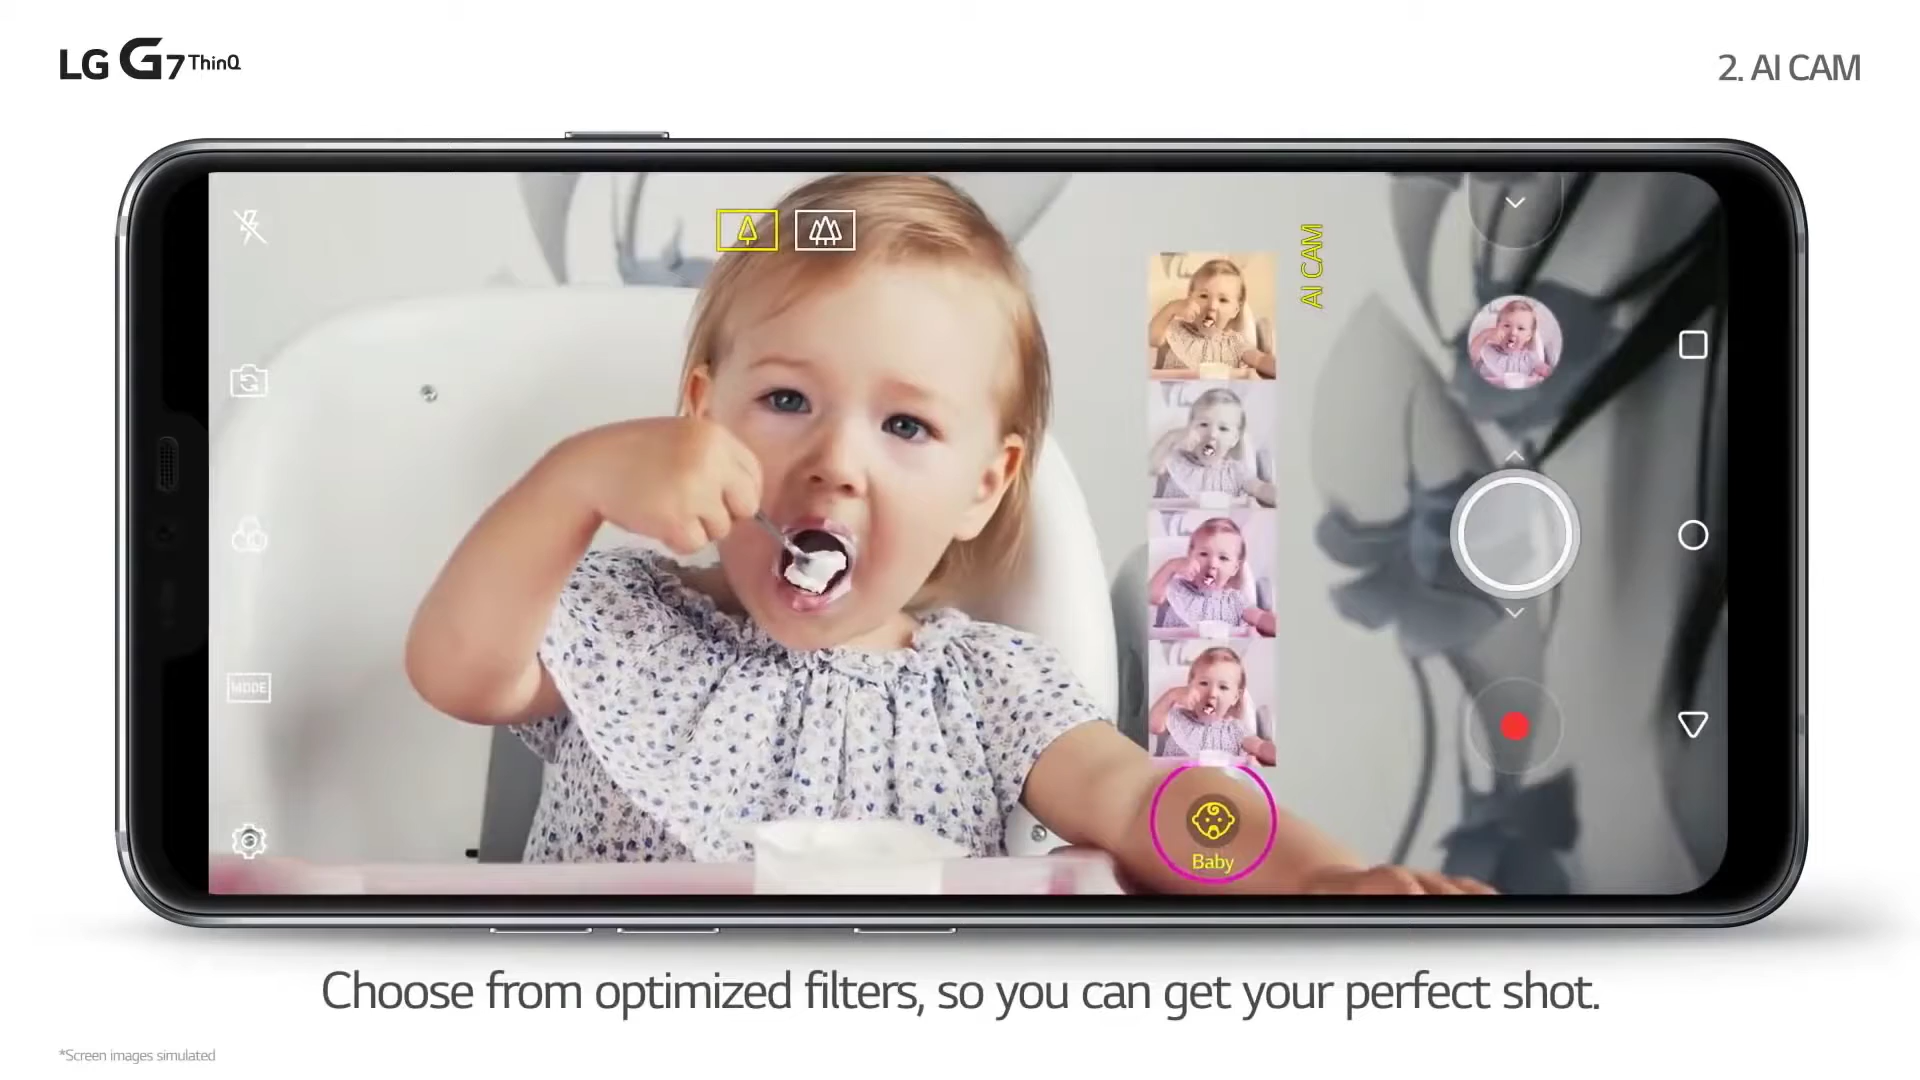 LG G7 ThinQ
2. AI CAM
AI CAM
MODE
Baby
Choose from optimized filters, so you can get your perfect shot.
*Screen images simulated